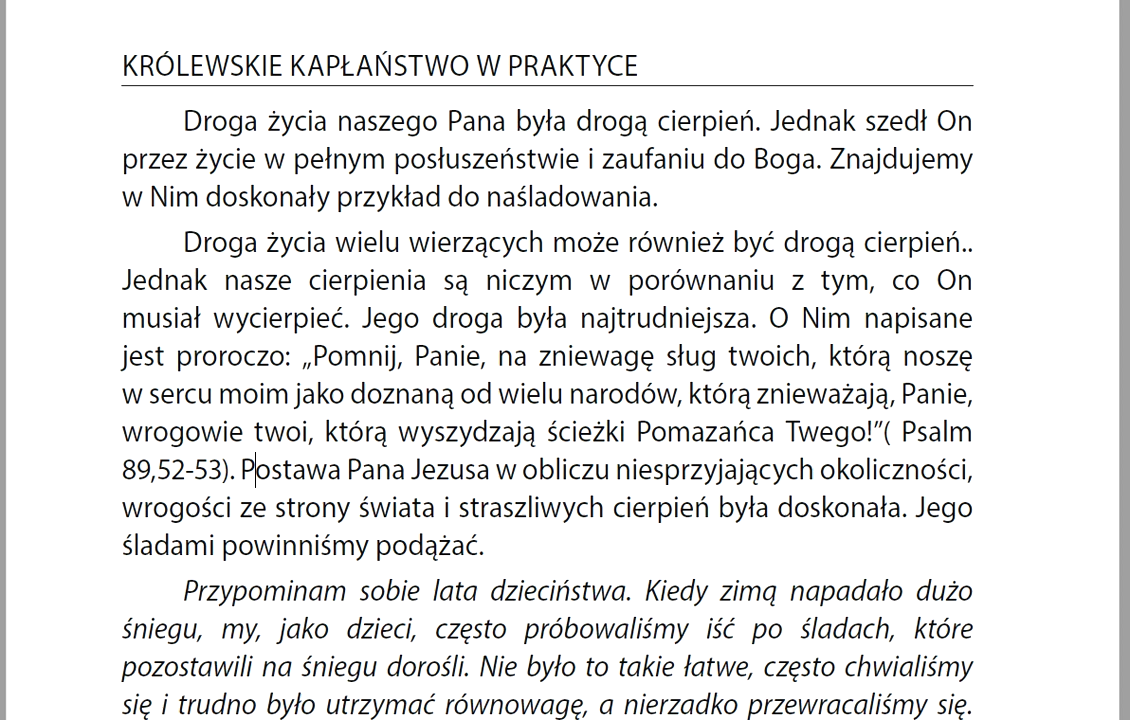 KRÓLEWSKIE KAPŁAŃSTWO W PRAKTYCE
Droga życia naszego Pana była drogą cierpień. Jednak szedł On
przez życie w pełnym posłuszeństwie i zaufaniu do Boga. Znajdujemy
w Nim doskonały przykład do naśladowania.
Droga życia wielu wierzących może również być drogą cierpień..
Jednak nasze cierpienia są niczym w porównaniu z tym, co On
musiał wycierpieć. Jego droga była najtrudniejsza. O Nim napisane
jest proroczo: „Pomnij, Panie, na zniewagę sług twoich, którą noszę
w sercu moim jako doznaną od wielu narodów, którą znieważają, Panie,
wrogowie twoi, którą wyszydzają ścieżki Pomazańca Twego!”( Psalm
89,52-53). Postawa Pana Jezusa w obliczu niesprzyjających okoliczności,
wrogości ze strony świata i straszliwych cierpień była doskonała. Jego
śladami powinniśmy podążać.
Przypominam sobie lata dzieciństwa. Kiedy zimą napadało dużo
śniegu, my, jako dzieci, często próbowaliśmy iść po śladach, które
pozostawili na śniegu dorośli. Nie było to takie łatwe, często chwialiśmy
się i trudno było utrzymać równowagę, a nierzadko przewracaliśmy się.